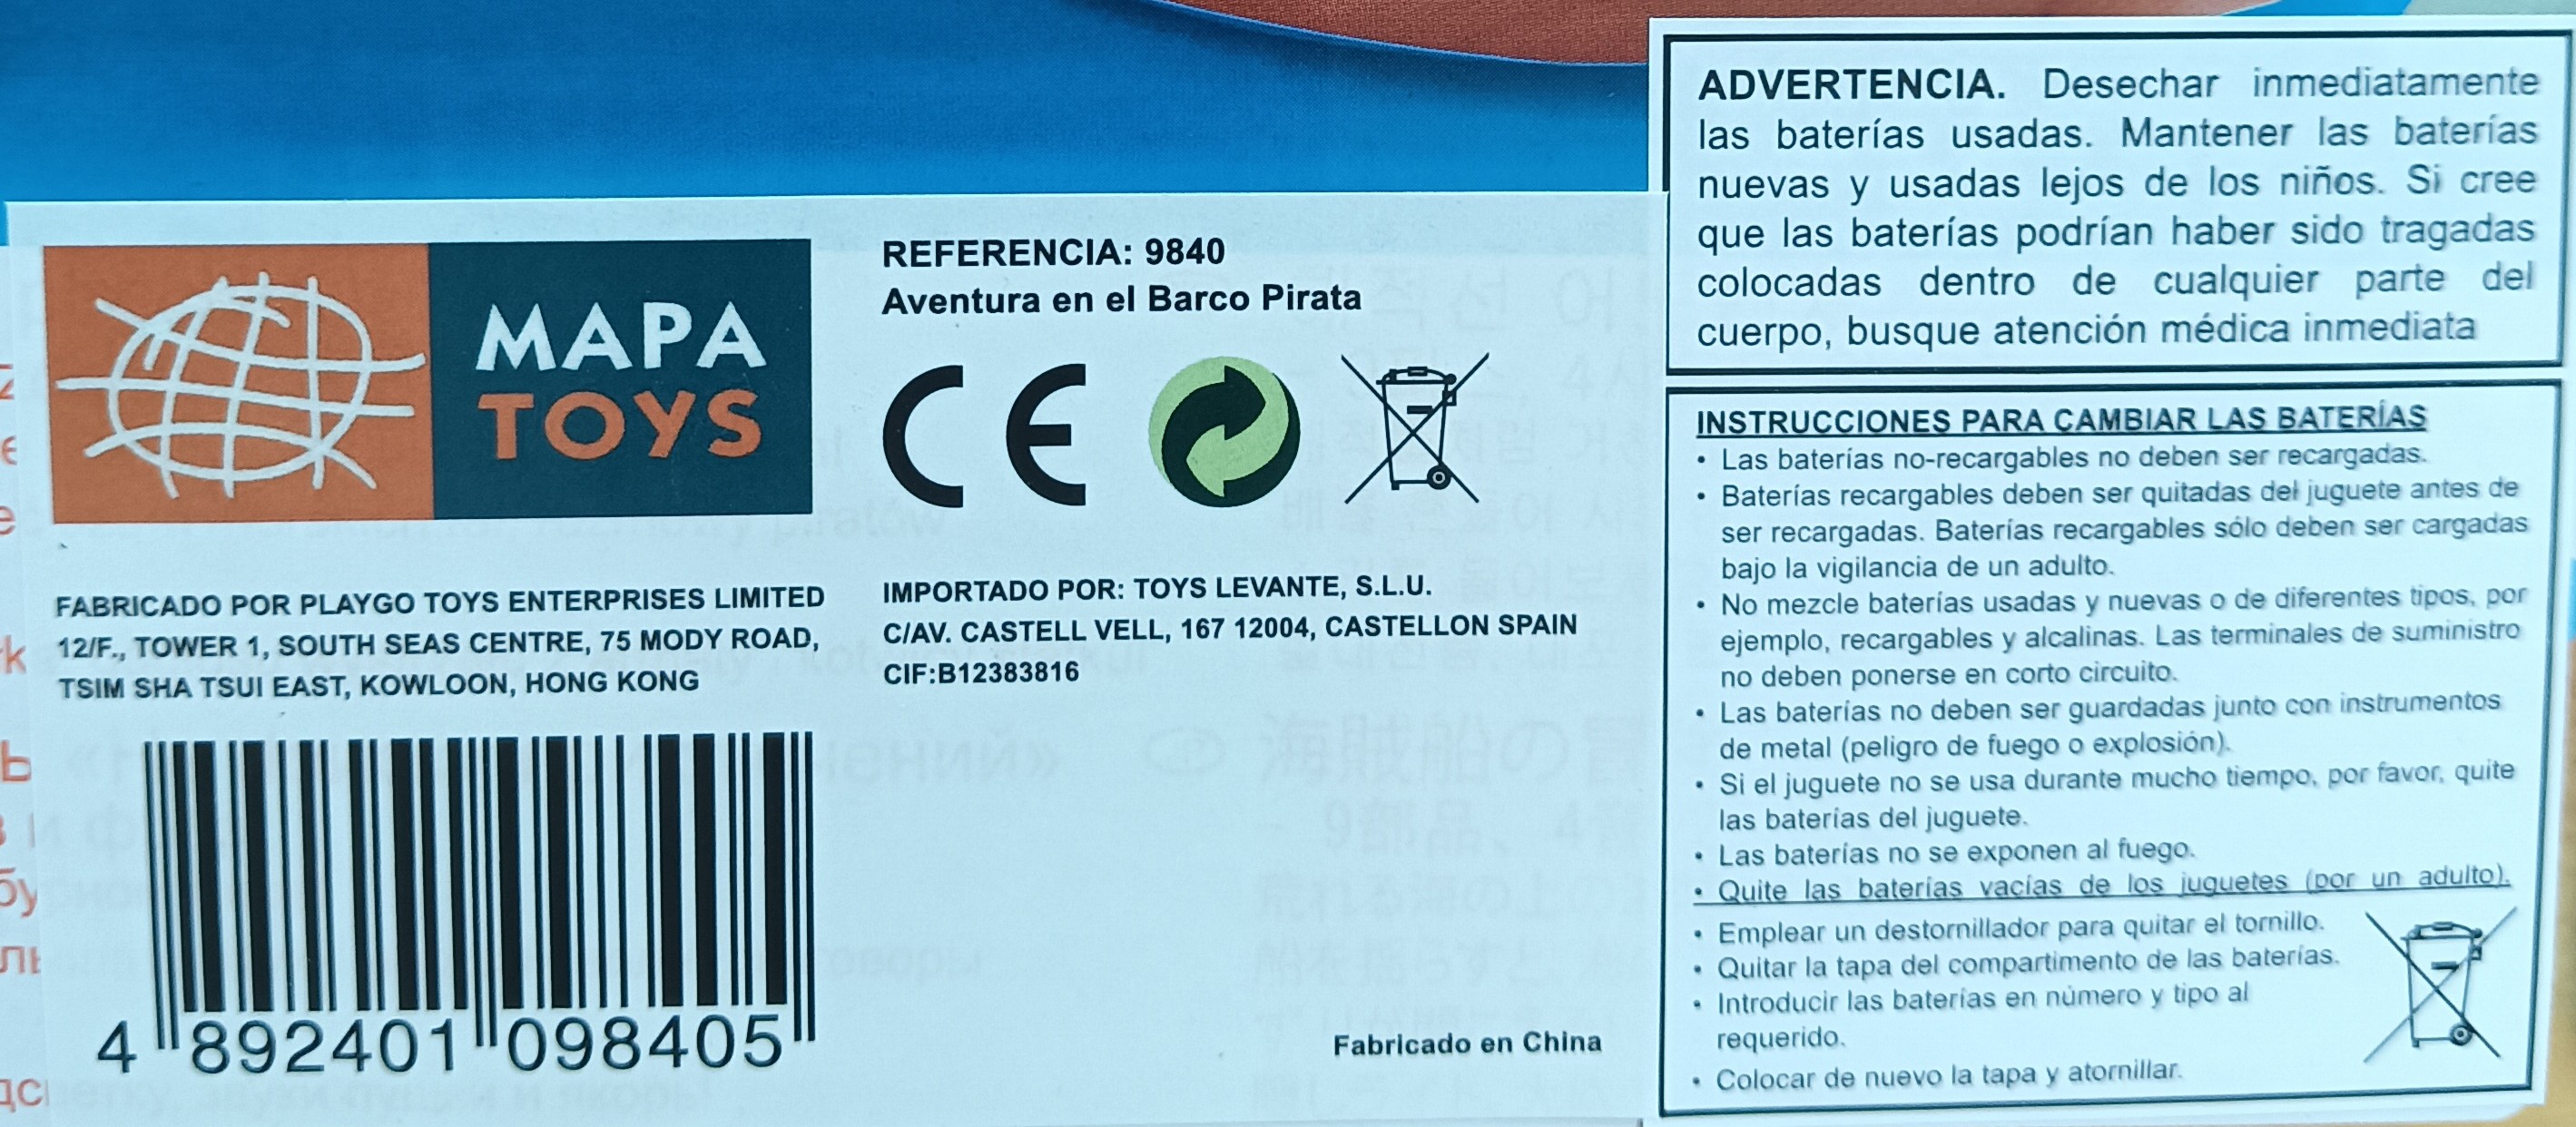 MAPA
TOYS
REFERENCIA: 9840
Aventura en el Barco Pirata
CE
FABRICADO POR PLAYGO TOYS ENTERPRISES LIMITED
12/F., TOWER 1, SOUTH SEAS CENTRE, 75 MODY ROAD,
TSIM SHA TSUI EAST, KOWLOON, HONG KONG
IMPORTADO POR: TOYS LEVANTE, S.L.U.
C/AV. CASTELL VELL, 167 12004, CASTELLON SPAIN
CIF:B12383816
4 892401 098405
Fabricado en China
ADVERTENCIA. Desechar inmediatamente
las baterías usadas. Mantener las baterías
nuevas y usadas lejos de los niños. Si cree
que las baterías podrían haber sido tragadas
colocadas dentro de cualquier parte del
cuerpo, busque atención médica inmediata
INSTRUCCIONES PARA CAMBIAR LAS BATERÍAS
• Las baterías no-recargables no deben ser recargadas.
• Baterías recargables deben ser quitadas del juguete antes de
ser recargadas. Baterías recargables sólo deben ser cargadas
bajo la vigilancia de un adulto.
• No mezcle baterías usadas y nuevas o de diferentes tipos, por
ejemplo, recargables y alcalinas. Las terminales de suministro
no deben ponerse en corto circuito.
• Las baterías no deben ser guardadas junto con instrumentos
de metal (peligro de fuego o explosión).
• Si el juguete no se usa durante mucho tiempo, por favor, quite
las baterías del juguete.
• Las baterías no se exponen al fuego.
• Quite las baterías vacías de los juguetes (por un adulto).
• Emplear un destornillador para quitar el tornillo.
• Quitar la tapa del compartimento de las baterías.
• Introducir las baterías en número y tipo al
requerido.
• Colocar de nuevo la tapa y atornillar.